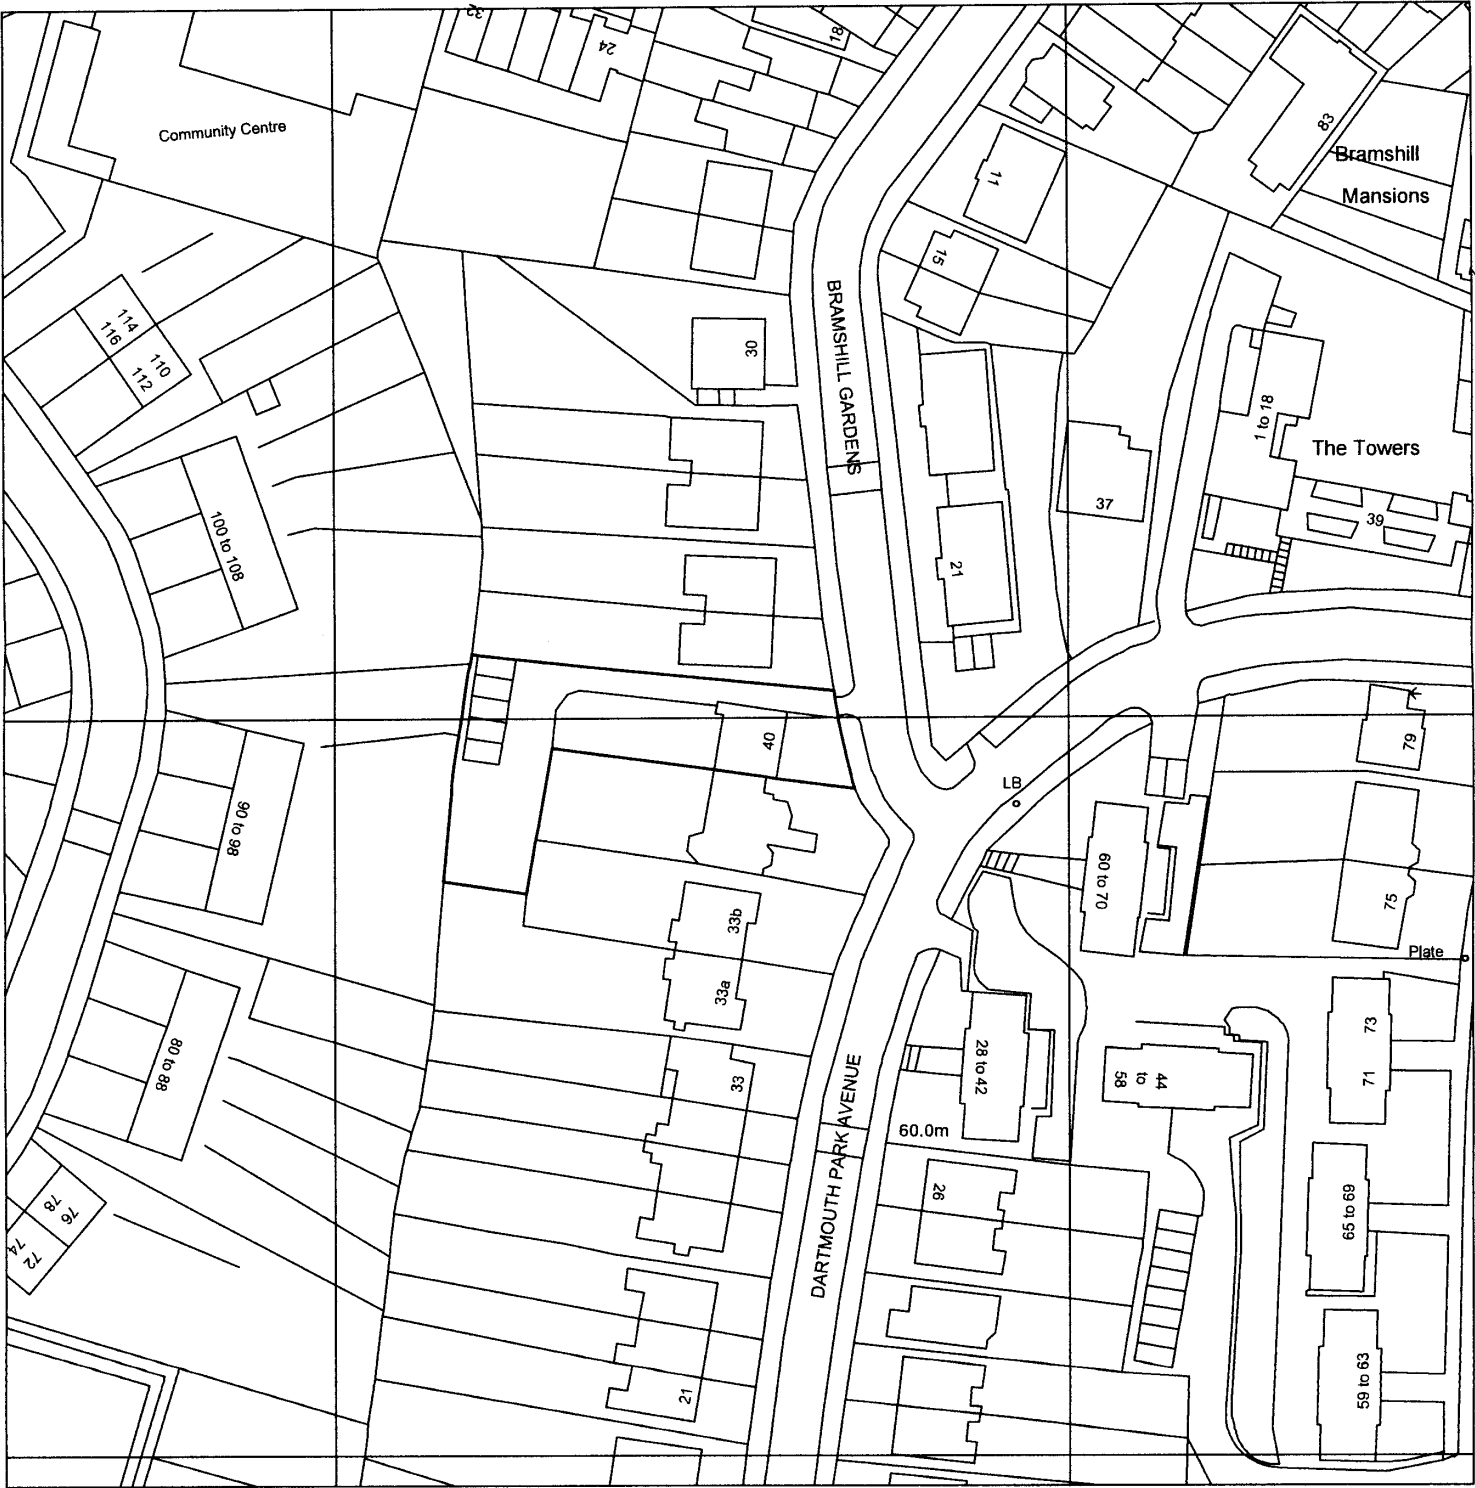 32
24
18
Community Centre
83
Bramshill
Mansions
11
15
BRAMSHILL GARDENS
114
116
110
112
30
1 to 18
The Towers
37
39
100 to 108
21
40
79
LB
90 to 98
60 to 70
75
33b
Plate
33a
73
80 to 88
33
28 to 42
44
to
58
71
60.0m
DARTMOUTH PARK AVENUE
26
78
76
74
72
65 to 69
21
59 to 63